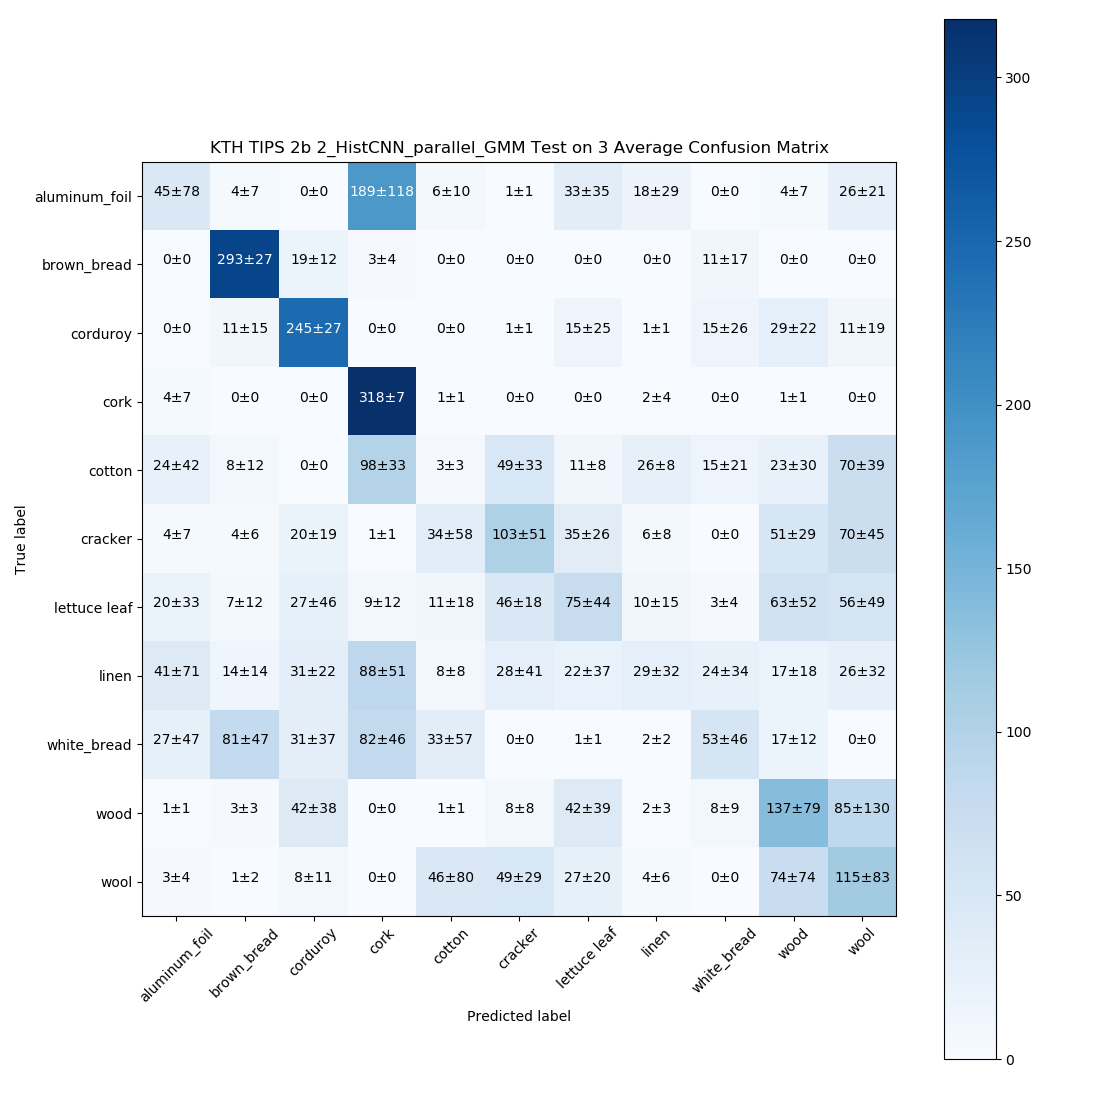 KTH TIPS 2b 2_HistCNN_parallel_GMM Test on 3 Average Confusion Matrix
aluminum_foil 45±78 4±7 0±0 189±118 6±10 1±1 33±35 18±29 0±0 4±7 26±21
brown_bread 0±0 293±27 19±12 3±4 0±0 0±0 0±0 0±0 11±17 0±0 0±0
corduroy 0±0 11±15 245±27 0±0 0±0 1±1 15±25 1±1 15±26 29±22 11±19
cork 4±7 0±0 0±0 318±7 1±1 0±0 0±0 2±4 0±0 1±1 0±0
cotton 24±42 8±12 0±0 98±33 3±3 49±33 11±8 26±8 15±21 23±30 70±39
cracker 4±7 4±6 20±19 1±1 34±58 103±51 35±26 6±8 0±0 51±29 70±45
lettuce leaf 20±33 7±12 27±46 9±12 11±18 46±18 75±44 10±15 3±4 63±52 56±49
linen 41±71 14±14 31±22 88±51 8±8 28±41 22±37 29±32 24±34 17±18 26±32
white_bread 27±47 81±47 31±37 82±46 33±57 0±0 1±1 2±2 53±46 17±12 0±0
wood 1±1 3±3 42±38 0±0 1±1 8±8 42±39 2±3 8±9 137±79 85±130
wool 3±4 1±2 8±11 0±0 46±80 49±29 27±20 4±6 0±0 74±74 115±83
True label
aluminum_foil brown_bread corduroy cork cotton cracker lettuce leaf linen white_bread wood wool
Predicted label
300
250
200
150
100
50
0